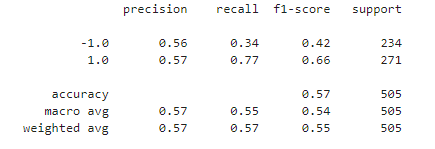 precision recall f1-score support
-1.0 0.56 0.34 0.42 234
1.0 0.57 0.77 0.66 271
accuracy 0.57 505
macro avg 0.57 0.55 0.54 505
weighted avg 0.57 0.57 0.55 505